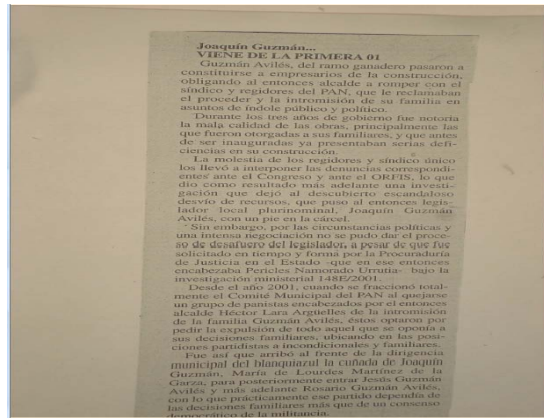 Joaquín Guzmán...
VIENE DE LA PRIMERA 01
Guzmán Avilés, del ramo ganadero pasaron a
constituirse a empresarios de la construcción,
obligando al entonces alcalde a romper con el
síndico y regidores del PAN, que le reclamaban
el proceder y la intromisión de su familia en
asuntos de índole público y político.
Durante los tres años de gobierno fue notoria
la mala calidad de las obras, principalmente las
que fueron otorgadas a sus familiares, y que antes
de ser inauguradas ya presentaban serias defi-
ciencias en su construcción.
La molestia de los regidores y síndico único
los llevó a interponer las denuncias correspondi-
entes ante el Congreso y ante el ORFIS, lo que
dio como resultado más adelante una investi-
gación que dejó al descubierto escandaloso
desvío de recursos, que puso al entonces legis-
lador local plurinominal, Joaquín Guzmán
Avilés, con un pie en la cárcel.
Sin embargo, por las circunstancias políticas y
una intensa negociación no se pudo dar el proce-
so de desafuero del legislador, a pesar de que fue
solicitado en tiempo y forma por la Procuraduría
de Justicia en el Estado -que en ese entonces
encabezaba Pericles Namorado Urrutia- bajo la
investigación ministerial 148E/2001.
Desde el año 2001, cuando se fraccionó total-
mente el Comité Municipal del PAN al quejarse
un grupo de panistas encabezados por el entonces
alcalde Héctor Lara Argüelles de la intromisión
de la familia Guzmán Avilés, éstos optaron por
pedir la expulsión de todo aquel que se oponía a
sus decisiones familiares, ubicando en las posi-
ciones partidistas a incondicionales y familiares.
Fue así que arribó al frente de la dirigencia
municipal del blanquiazul la cuñada de Joaquín
Guzmán, María de Lourdes Martínez de la
Garza, para posteriormente entrar Jesús Guzmán
Avilés y más adelante Rosario Guzmán Avilés,
con lo que prácticamente ese partido dependía de
las decisiones familiares más que de un consenso
democrático de la militancia.